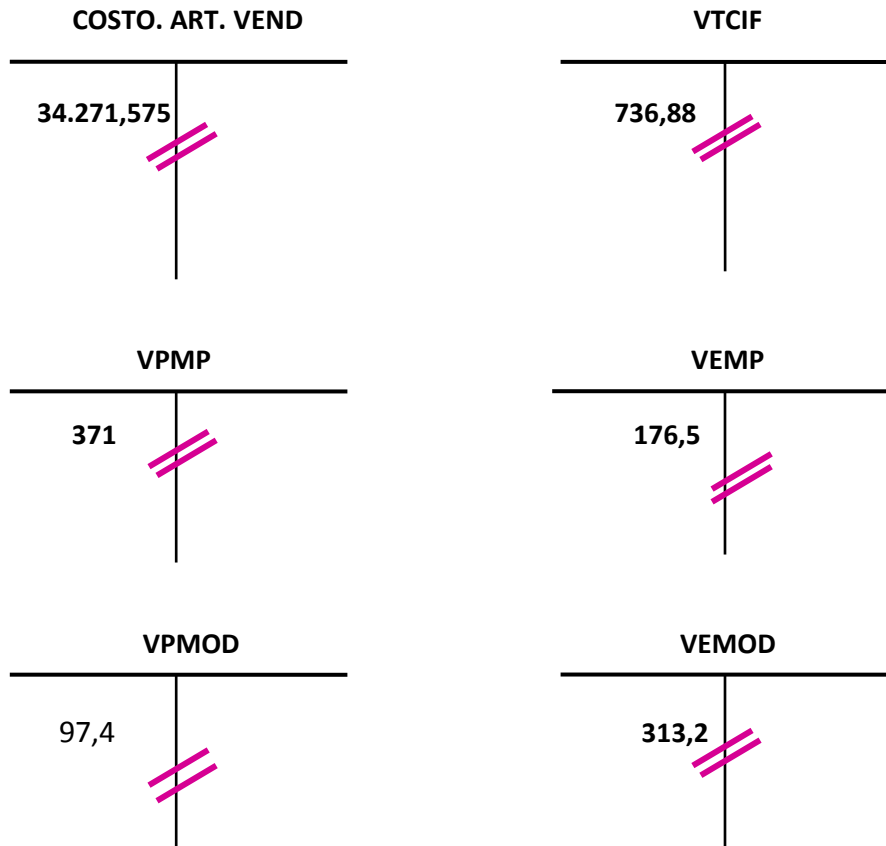 COSTO. ART. VEND
VTCIF
34.271,575
736,88
VPMP
VEMP
371
176,5
VPMOD
VEMOD
97,4
313,2